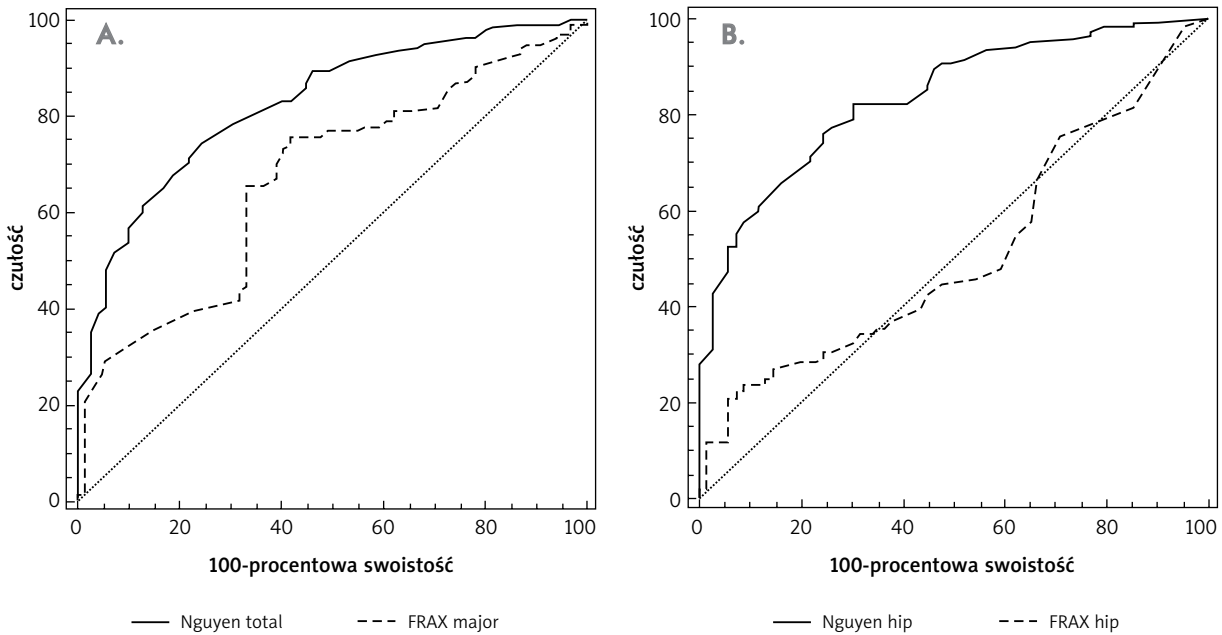 A.
100
80
60
40
20
0
czułość
0 20 40 60 80 100
100-procentowa swoistość
Nguyen total FRAX major
B.
100
80
60
40
20
0
czułość
0 20 40 60 80 100
100-procentowa swoistość
Nguyen hip FRAX hip